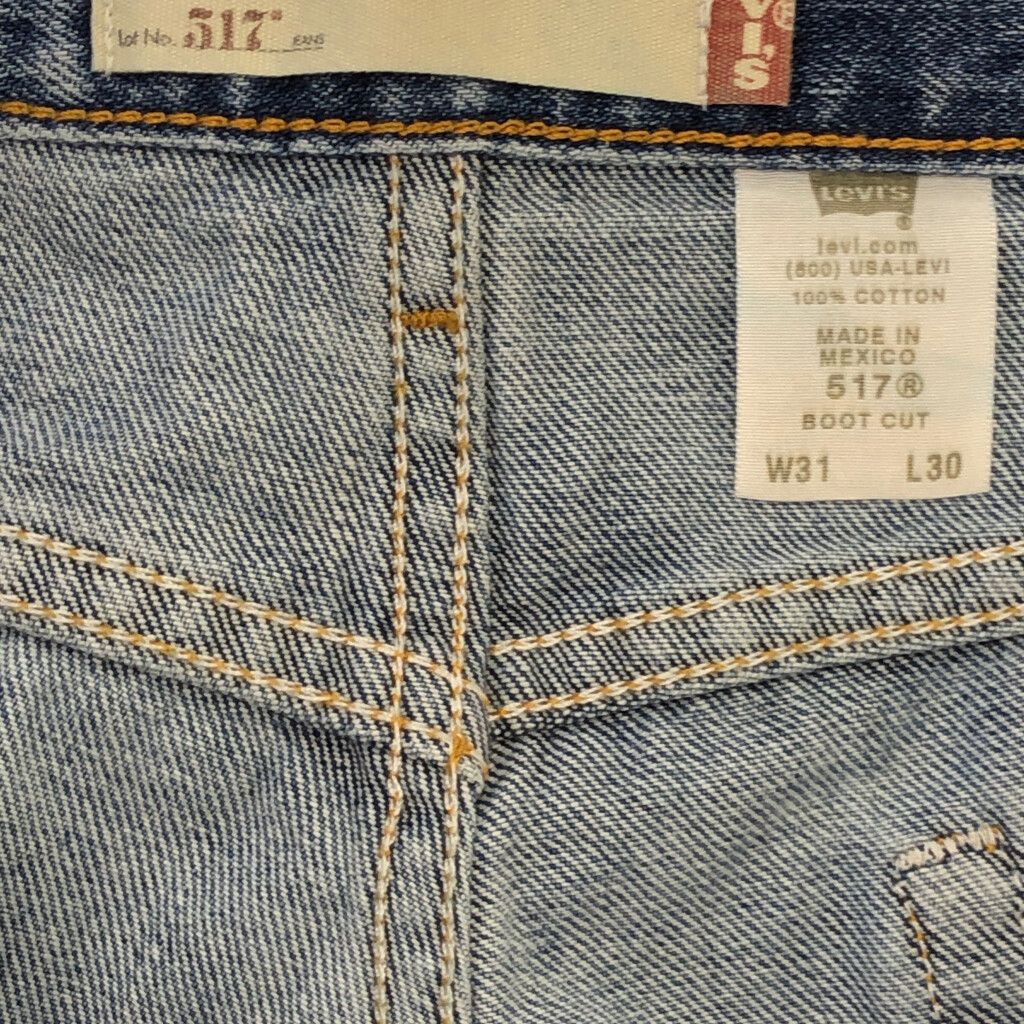 Lot No. 517®
VI's®
Levi's
®
levi.com
(800) USA-LEVI
100% COTTON
MADE IN
MEXICO
517®
BOOT CUT
W31 L30